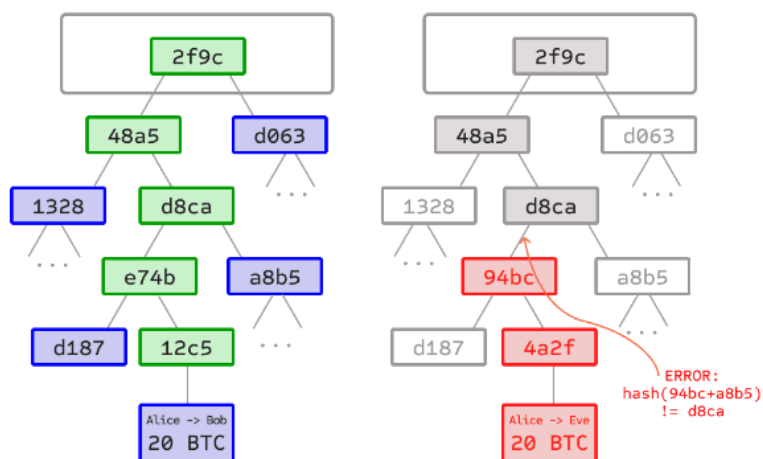 2f9c
48a5
d063
1328
d8ca
...
e74b
a8b5
...
d187
12c5
...
Alice -> Bob
20 BTC
2f9c
48a5
d063
1328
d8ca
...
94bc
a8b5
...
d187
4a2f
...
ERROR:
hash(94bc+a8b5)
!= d8ca
Alice -> Eve
20 BTC